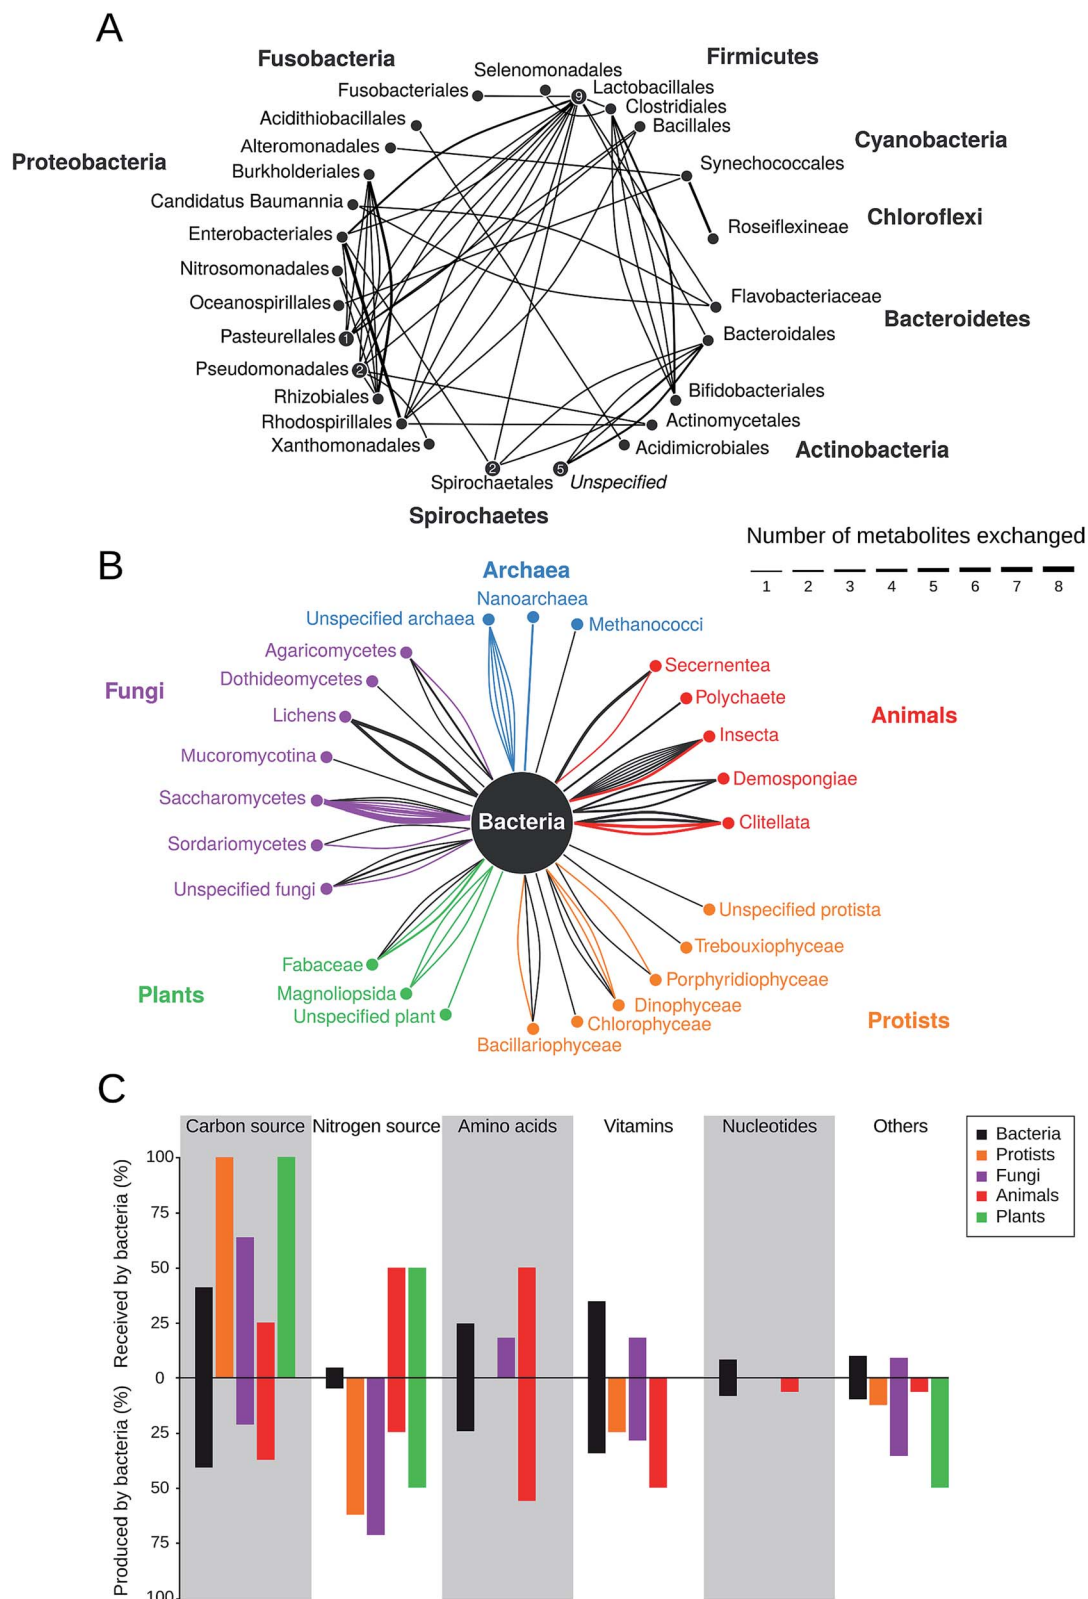 A
Fusobacteria
Firmicutes
Selenomonadales
Fusobacteriales
Lactobacillales
Clostridiales
Acidithiobacillales
Bacillales
Cyanobacteria
Alteromonadales
Proteobacteria
Synechococcales
Burkholderiales
Candidatus Baumannia
Chloroflexi
Roseiflexineae
Enterobacteriales
Nitrosomonadales
Flavobacteriaceae
Oceanospirillales
Bacteroidetes
Pasteurellales
Bacteroidales
Pseudomonadales
Bifidobacteriales
Rhizobiales
Rhodospirillales
Actinomycetales
Xanthomonadales
Acidimicrobiales
Actinobacteria
9
1
2
2
5
Spirochaetales
Unspecified
Spirochaetes
Number of metabolites exchanged
1 2 3 4 5 6 7 8
B
Archaea
Nanoarchaea
Unspecified archaea
Methanococci
Agaricomycetes
Secernentea
Dothideomycetes
Fungi
Polychaete
Lichens
Animals
Insecta
Mucoromycotina
Demospongiae
Saccharomycetes
Bacteria
Clitellata
Sordariomycetes
Unspecified fungi
Unspecified protista
Trebouxiophyceae
Fabaceae
Porphyridiophyceae
Plants
Magnoliopsida
Dinophyceae
Unspecified plant
Chlorophyceae
Protists
Bacillariophyceae
C
Carbon source Nitrogen source Amino acids Vitamins Nucleotides Others
Bacteria
Protists
Fungi
Animals
Plants
Received by bacteria (%)
Produced by bacteria (%)
100
75
50
25
0
25
50
75
100